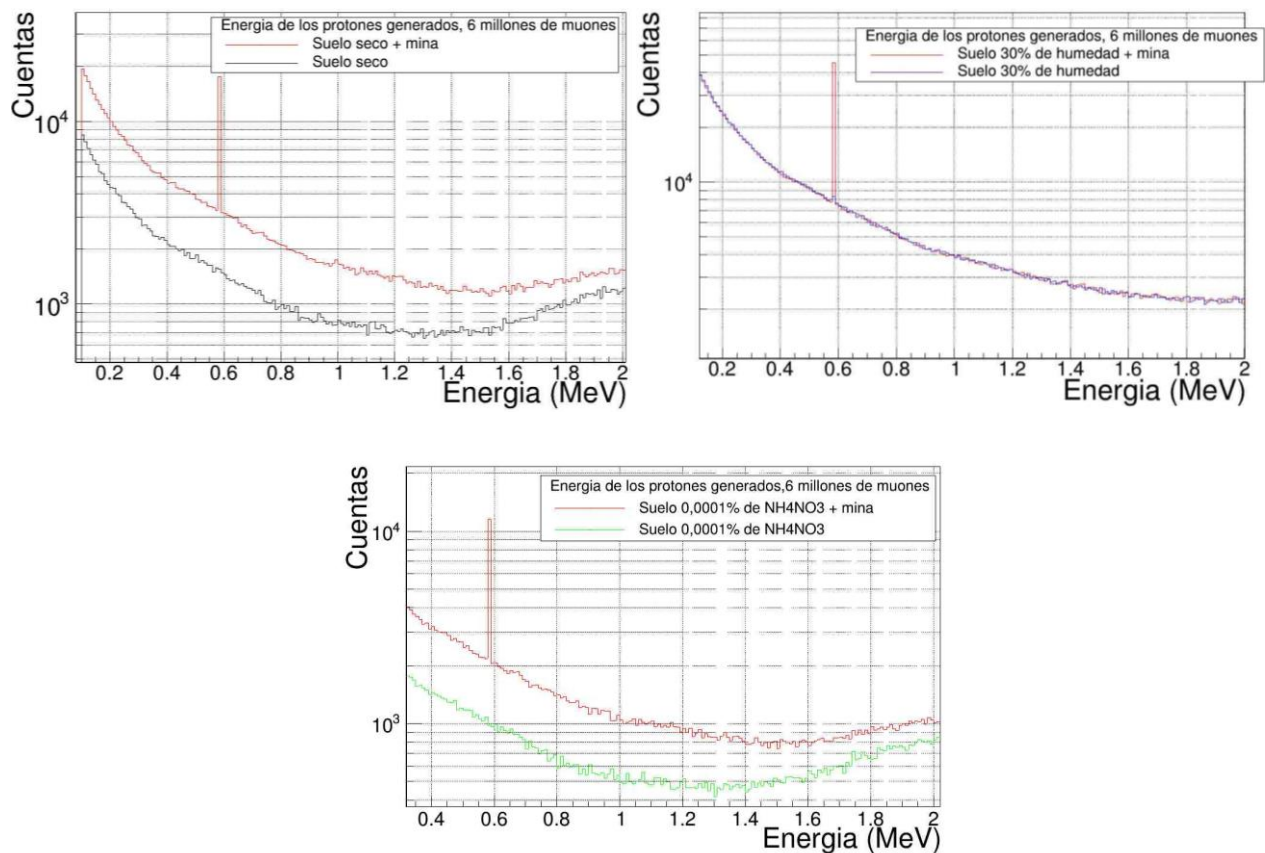 Energia de los protones generados, 6 millones de muones
Suelo seco + mina
Suelo seco
Cuentas
10⁴
10³
0.2 0.4 0.6 0.8 1 1.2 1.4 1.6 1.8 2
Energia (MeV)
Energia de los protones generados, 6 millones de muones
Suelo 30% de humedad + mina
Suelo 30% de humedad
Cuentas
10⁴
0.2 0.4 0.6 0.8 1 1.2 1.4 1.6 1.8 2
Energia (MeV)
Energia de los protones generados,6 millones de muones
Suelo 0,0001% de NH4NO3 + mina
Suelo 0,0001% de NH4NO3
Cuentas
10⁴
10³
0.4 0.6 0.8 1 1.2 1.4 1.6 1.8 2
Energia (MeV)